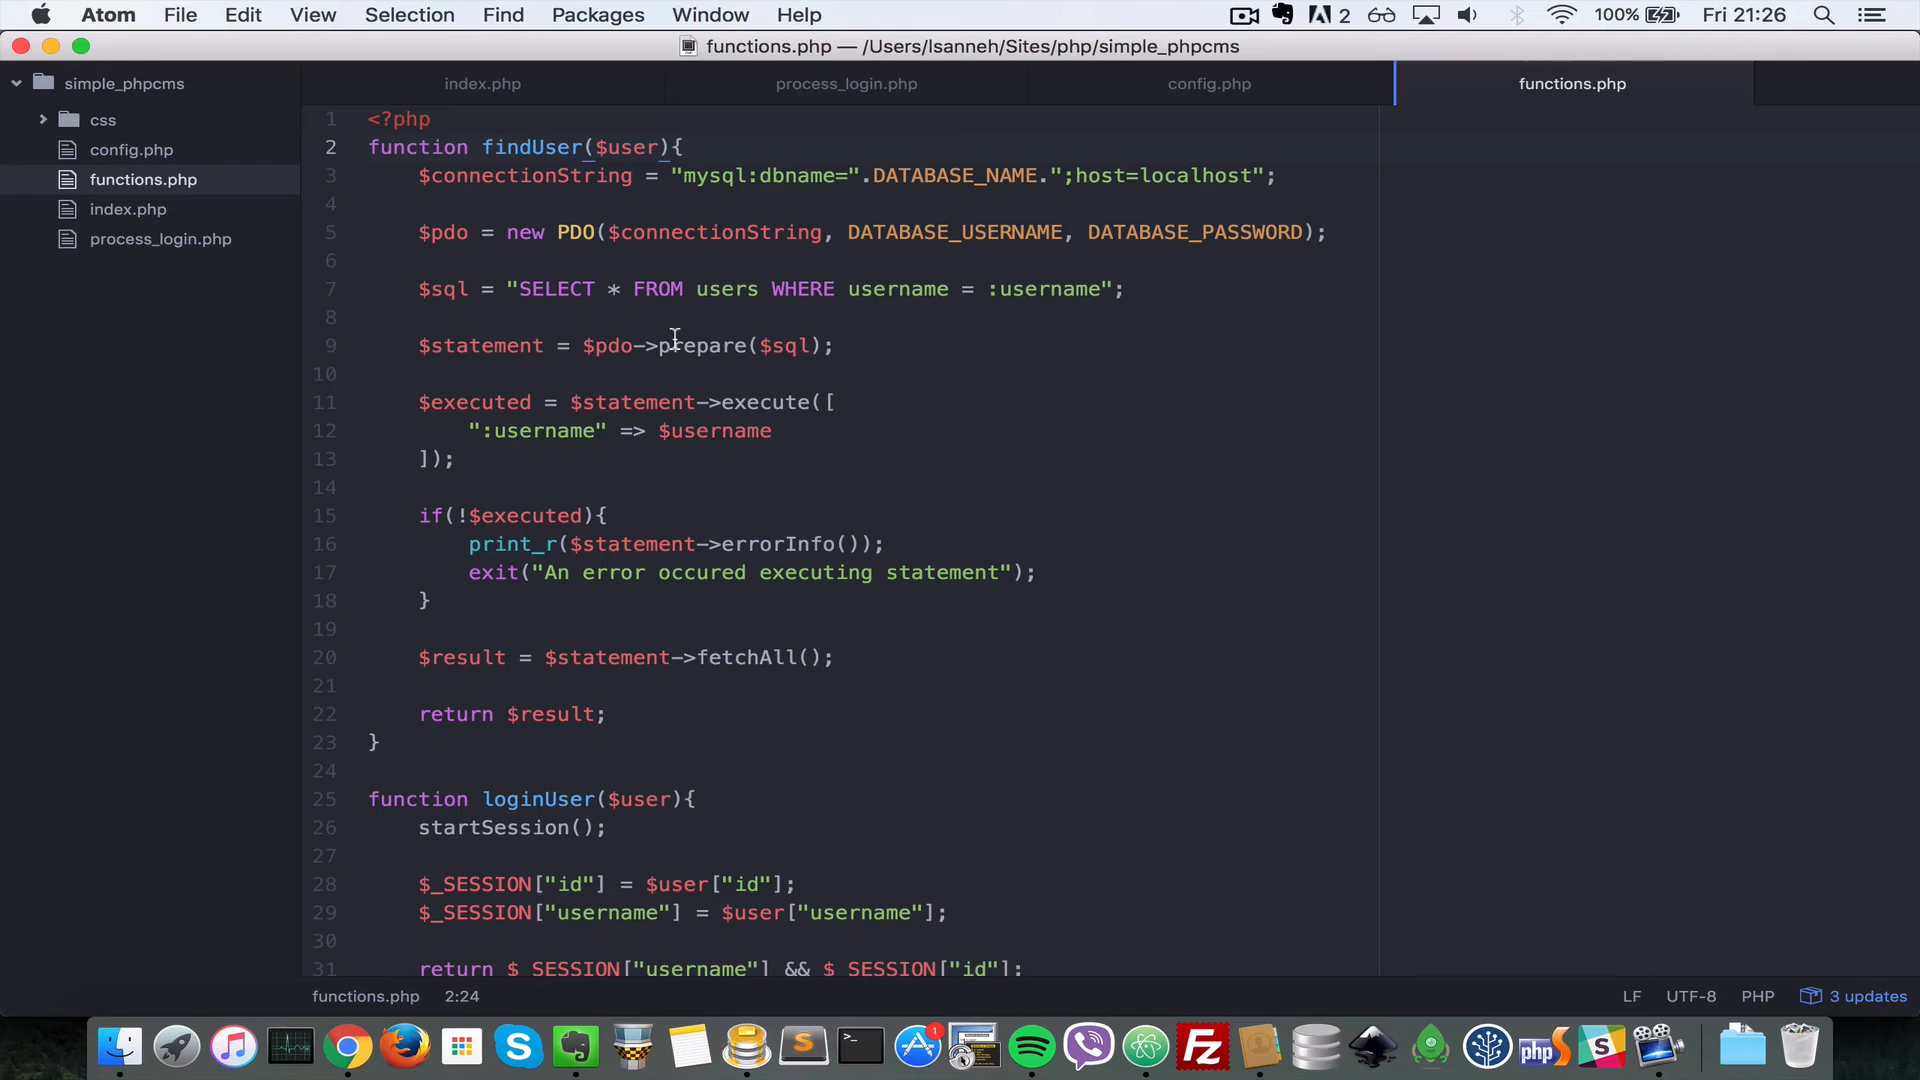 Atom File Edit View Selection Find Packages Window Help 2 100% Fri 21:26
functions.php — /Users/lsanneh/Sites/php/simple_phpcms
simple_phpcms
css
config.php
functions.php
index.php
process_login.php
index.php process_login.php config.php functions.php
1 <?php
2 function findUser($user){
3 $connectionString = "mysql:dbname=".DATABASE_NAME.";host=localhost";
4
5 $pdo = new PDO($connectionString, DATABASE_USERNAME, DATABASE_PASSWORD);
6
7 $sql = "SELECT * FROM users WHERE username = :username";
8
9 $statement = $pdo->prepare($sql);
10
11 $executed = $statement->execute([
12 ":username" => $username
13 ]);
14
15 if(!$executed){
16 print_r($statement->errorInfo());
17 exit("An error occured executing statement");
18 }
19
20 $result = $statement->fetchAll();
21
22 return $result;
23 }
24
25 function loginUser($user){
26 startSession();
27
28 $_SESSION["id"] = $user["id"];
29 $_SESSION["username"] = $user["username"];
30
31 return $_SESSION["username"] && $_SESSION["id"];
functions.php 2:24 LF UTF-8 PHP 3 updates
1
php